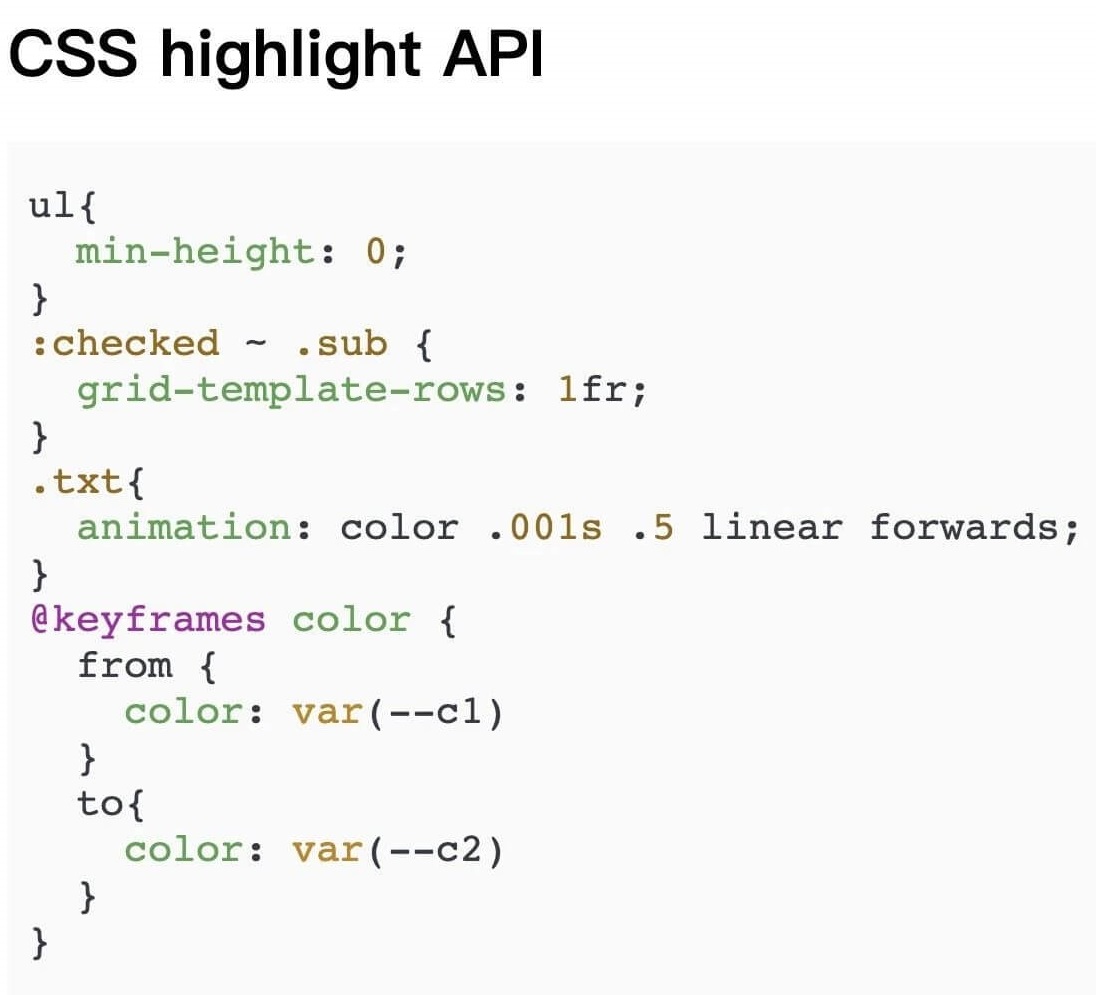 CSS highlight API
ul{
  min-height: 0;
}
:checked ~ .sub {
  grid-template-rows: 1fr;
}
.txt{
  animation: color .001s .5 linear forwards;
}
@keyframes color {
  from {
    color: var(--c1)
  }
  to{
    color: var(--c2)
  }
}